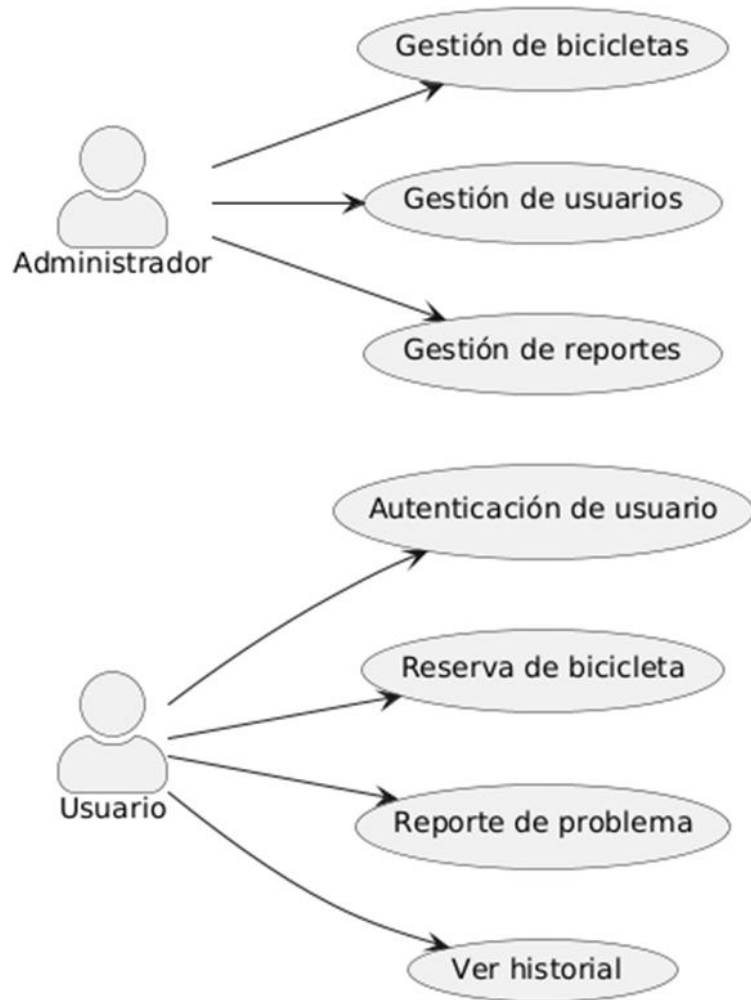 Gestión de bicicletas
Gestión de usuarios
Administrador
Gestión de reportes
Autenticación de usuario
Reserva de bicicleta
Usuario
Reporte de problema
Ver historial